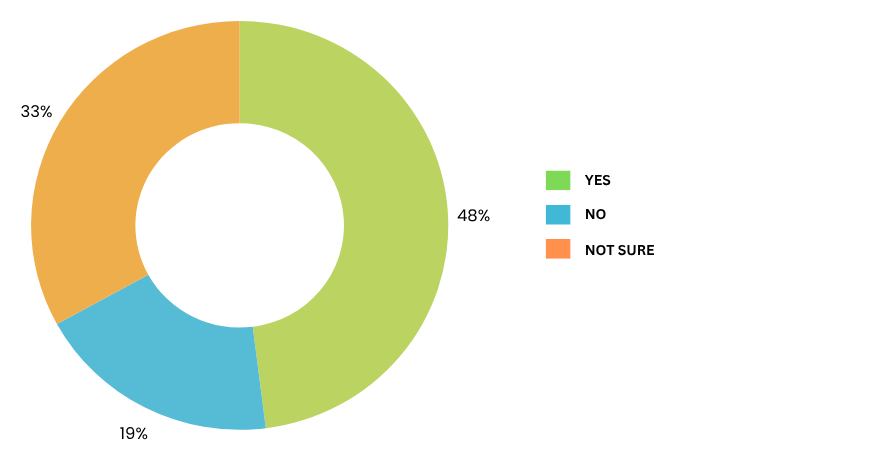 33%
48%
19%
YES
NO
NOT SURE